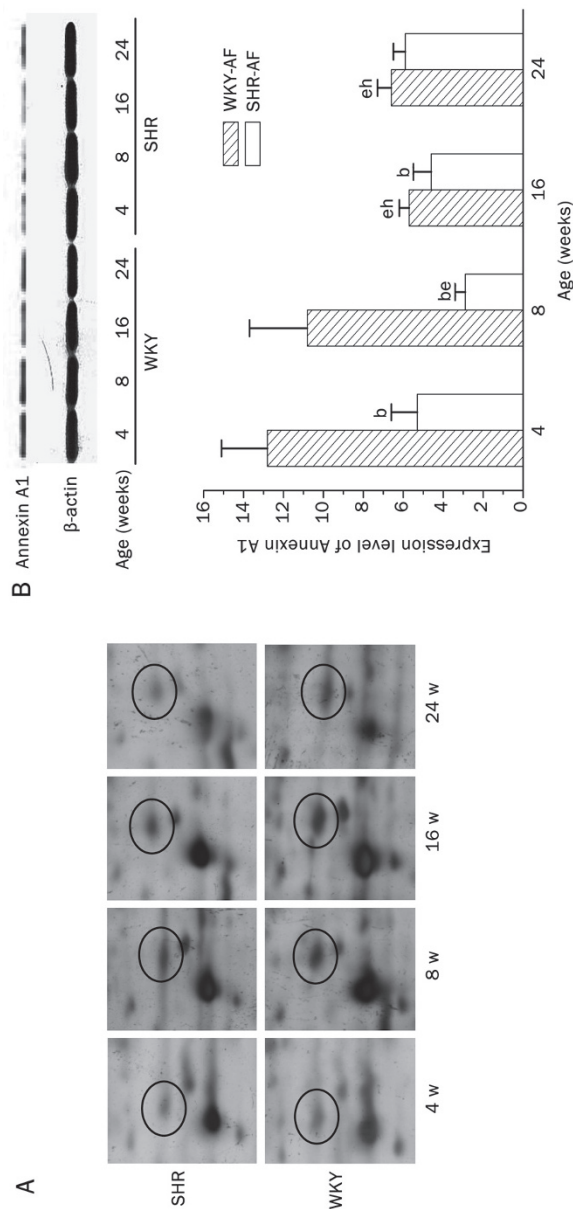 A
SHR
WKY
4 w 8 w 16 w 24 w
B
Annexin A1
β-actin
Age (weeks) 4 8 16 24 4 8 16 24
WKY SHR
Expression level of Annexin A1
16
14
12
10
8
6
4
2
0
WKY-AF
SHR-AF
b
be
eh
b
eh
4 8 16 24
Age (weeks)